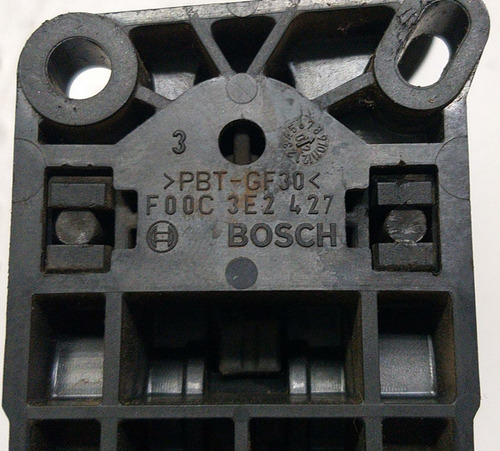 3
>PBT-GF30<
F00C 3E2 427
BOSCH